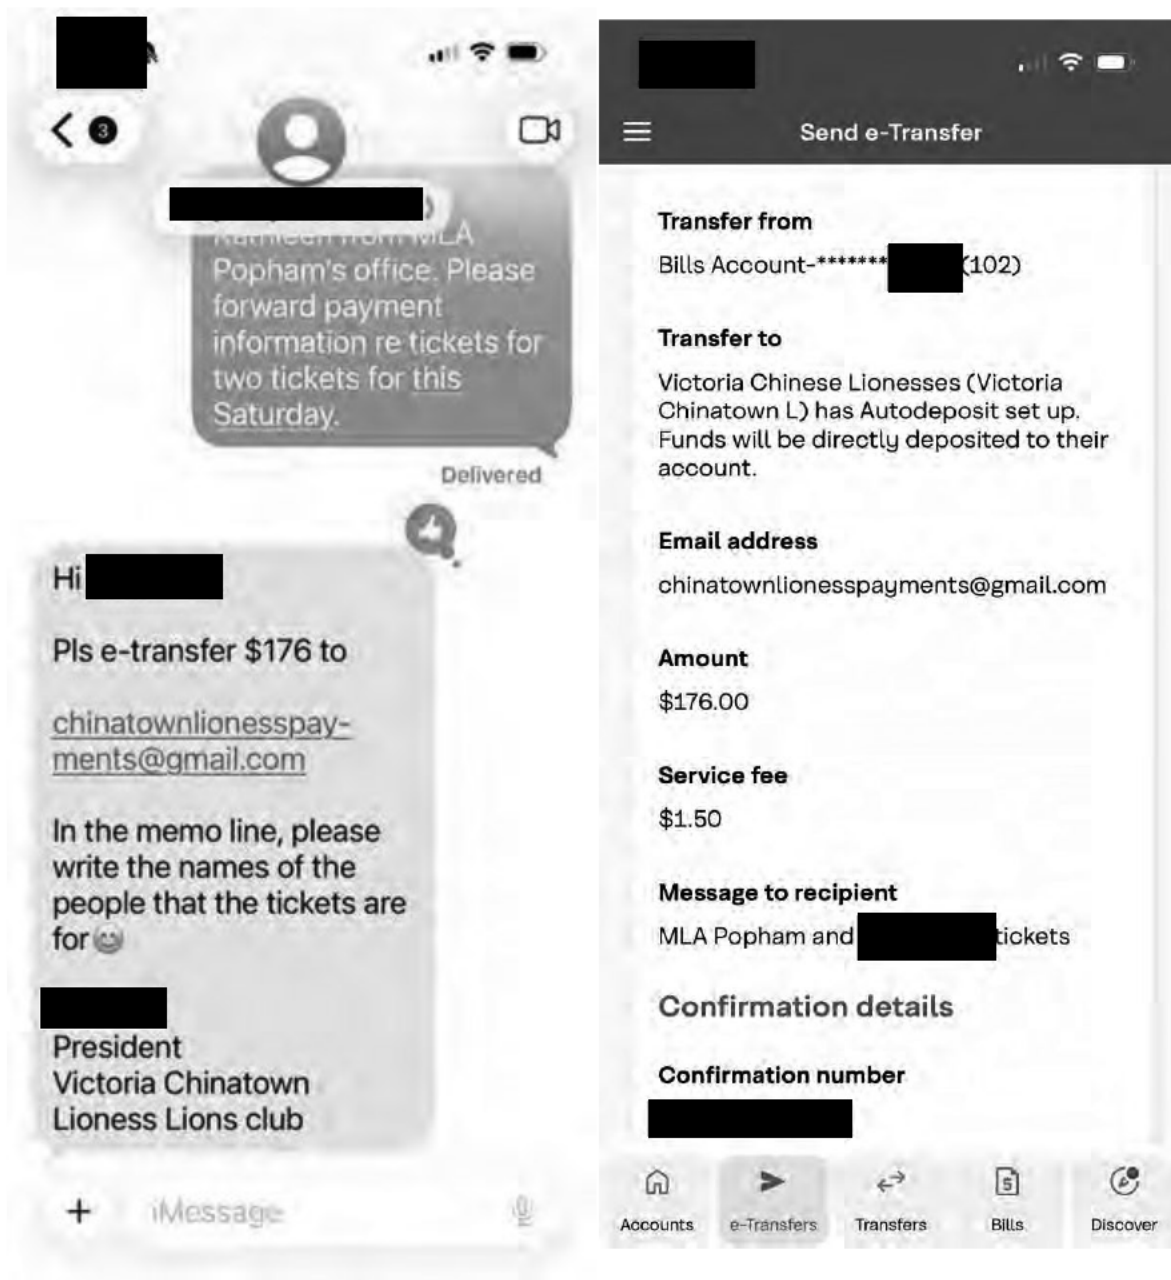 3
Kathleen from MLA
Popham's office. Please
forward payment
information re tickets for
two tickets for this
Saturday.
Delivered
Hi
Pls e-transfer $176 to
chinatownlionesspay-
ments@gmail.com
In the memo line, please
write the names of the
people that the tickets are
for😊
President
Victoria Chinatown
Lioness Lions club
iMessage
Send e-Transfer
Transfer from
Bills Account-******* (102)
Transfer to
Victoria Chinese Lionesses (Victoria
Chinatown L) has Autodeposit set up.
Funds will be directly deposited to their
account.
Email address
chinatownlionesspayments@gmail.com
Amount
$176.00
Service fee
$1.50
Message to recipient
MLA Popham and tickets
Confirmation details
Confirmation number
Accounts e-Transfers Transfers Bills Discover